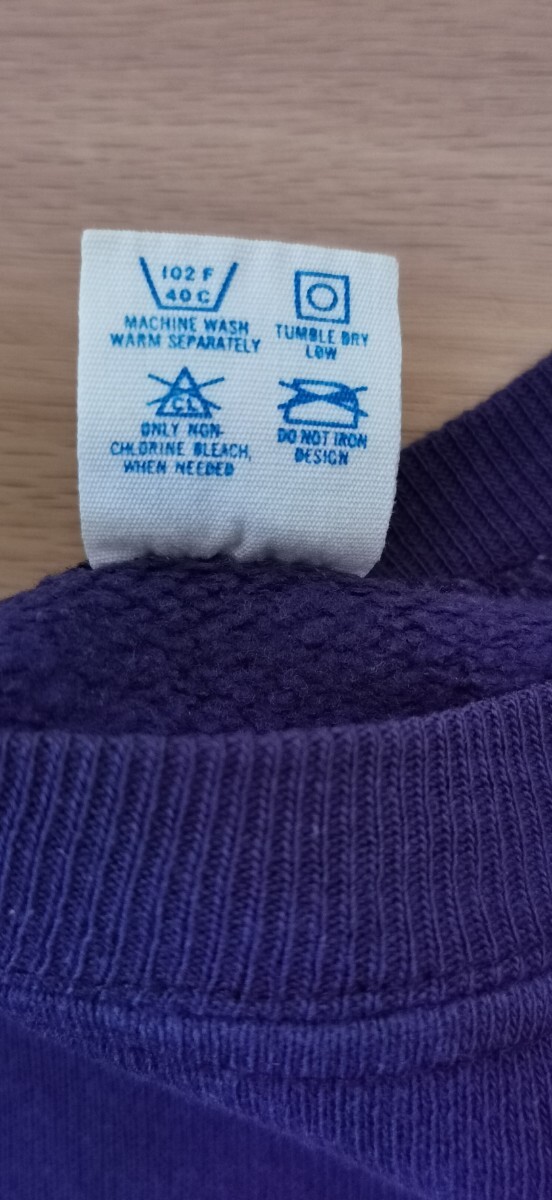 102 F
40 C
MACHINE WASH
WARM SEPARATELY
TUMBLE DRY
LOW
CL
ONLY NON-
CHLORINE BLEACH,
WHEN NEEDED
DO NOT IRON
DESIGN